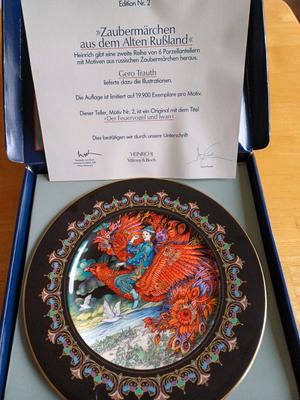 Edition Nr. 2
»Zaubermärchen
aus dem Alten Rußland«
Heinrich gibt eine zweite Reihe von 6 Porzellantellern
mit Motiven aus russischen Zaubermärchen heraus.
Gero Trauth
lieferte dazu die Illustrationen.
Die Auflage ist limitiert auf 19.900 Exemplare pro Motiv.
Dieser Teller, Motiv Nr. 2, ist ein Original mit dem Titel
»Der Feuervogel und Iwan«
Dies bestätigen wir durch unsere Unterschrift
HEINRICH
Villeroy & Boch